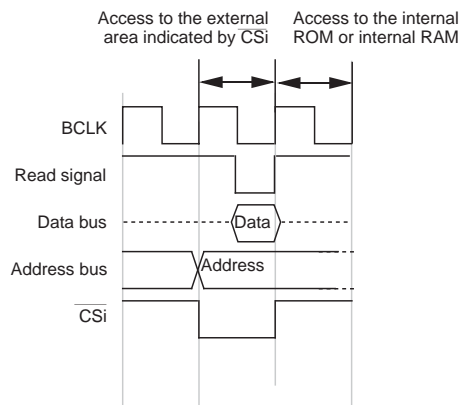 Access to the external
area indicated by CSi
Access to the internal
ROM or internal RAM
BCLK
Read signal
Data bus
Data
Address bus
Address
CSi